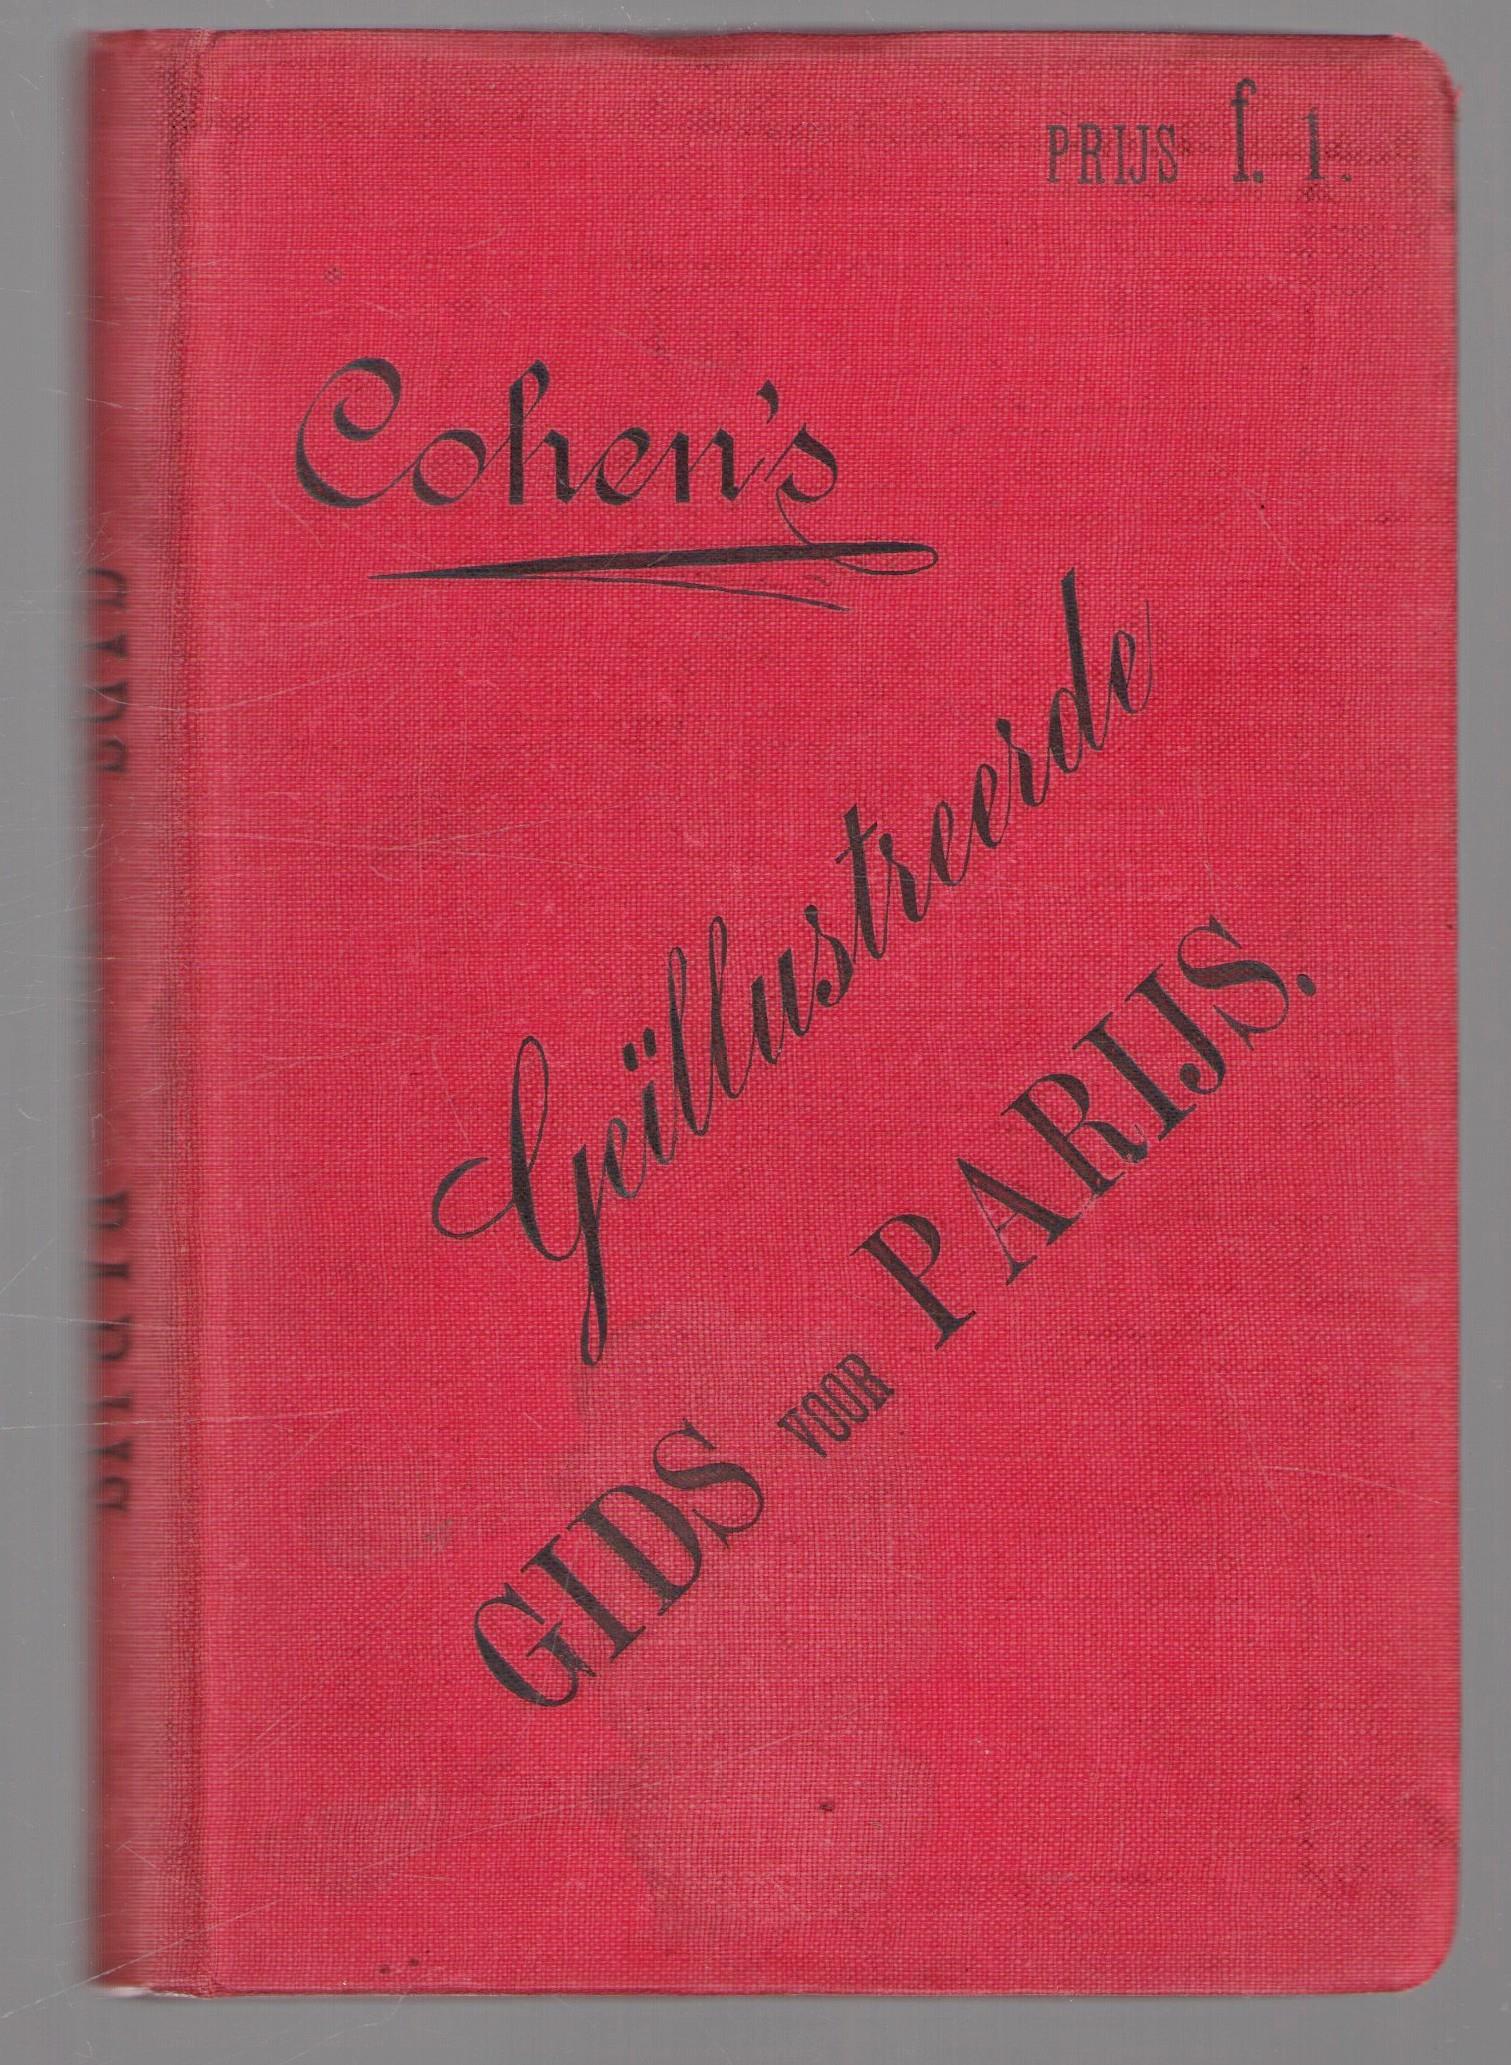 PRIJS f. 1.
Cohen's
Geïllustreerde
GIDS VOOR PARIJS.